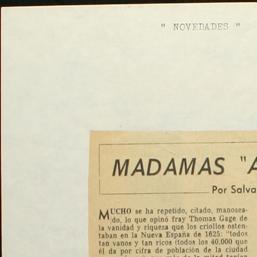 " NOVEDADES "
MADAMAS "A
Por Salva
MUCHO se ha repetido, citado, manosea-
do, lo que opinó fray Thomas Gage de
la vanidad y riqueza que los criollos osten-
taban en la Nueva España de 1625: "todos
tan vanos y tan ricos (todos los 40,000 que
él da por cifra de población de la ciudad